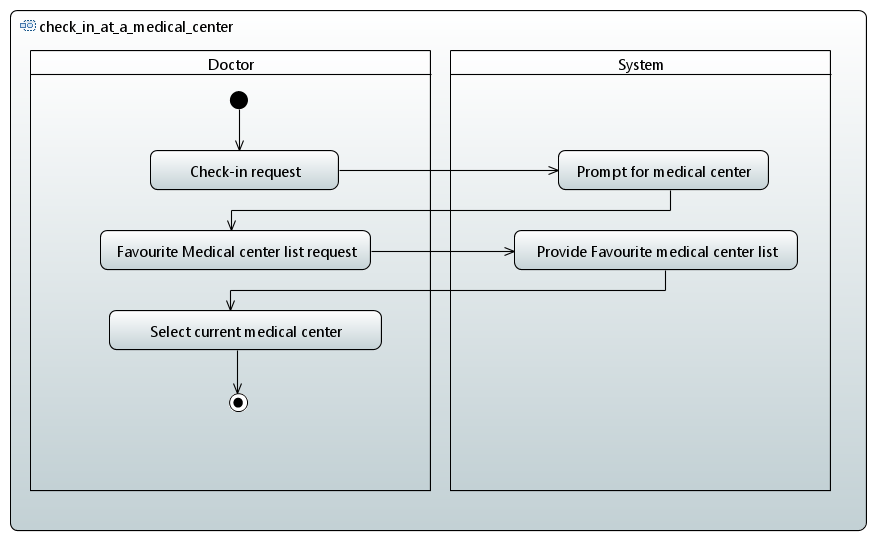 check_in_at_a_medical_center
Doctor
System
Check-in request
Prompt for medical center
Favourite Medical center list request
Provide Favourite medical center list
Select current medical center